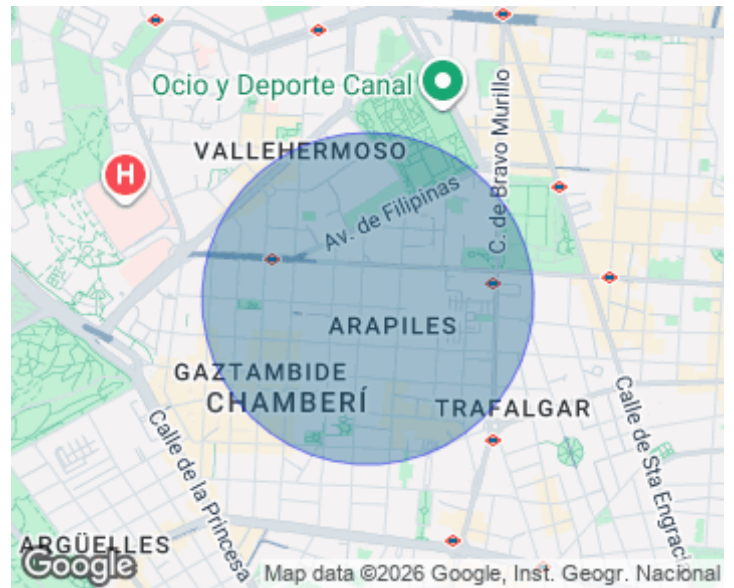 Ocio y Deporte Canal
H
VALLEHERMOSO
C. de Bravo Murillo
Av. de Filipinas
ARAPILES
GAZTAMBIDE
CHAMBERÍ
TRAFALGAR
Calle de la Princesa
Calle de Sta Engraci
ARGÜELLES
Google
Map data ©2026 Google, Inst. Geogr. Nacional